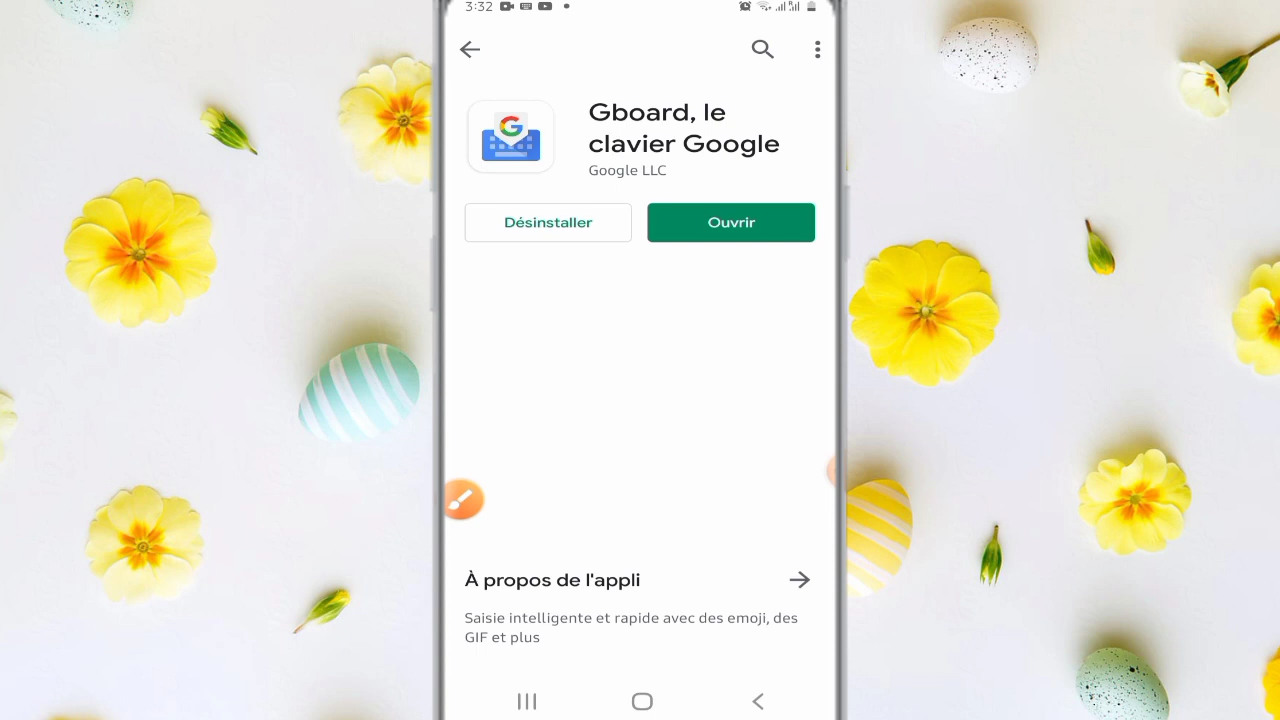 3:32
Gboard, le
clavier Google
Google LLC
Désinstaller
Ouvrir
À propos de l'appli
Saisie intelligente et rapide avec des emoji, des
GIF et plus